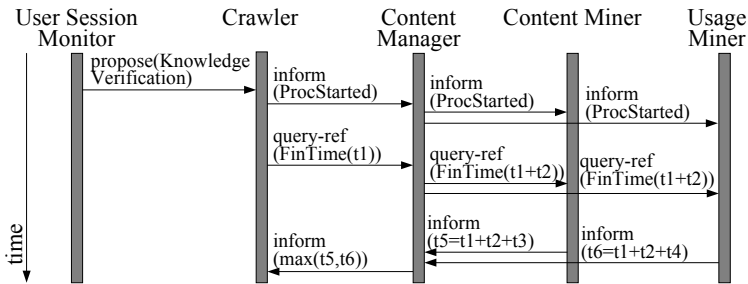 User Session
Monitor
Crawler
Content
Manager
Content Miner
Usage
Miner
propose(Knowledge
Verification)
inform
(ProcStarted)
inform
(ProcStarted)
inform
(ProcStarted)
query-ref
(FinTime(t1))
query-ref
(FinTime(t1+t2))
query-ref
(FinTime(t1+t2))
inform
(t5=t1+t2+t3)
inform
(t6=t1+t2+t4)
inform
(max(t5,t6))
time